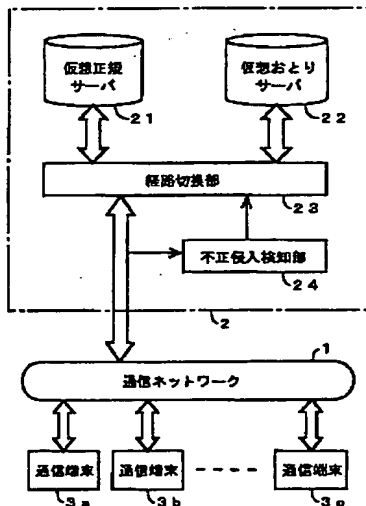 仮想正規
サーバ
21
仮想おとり
サーバ
22
経路切換部
23
不正侵入検知部
24
2
1
通信ネットワーク
通信端末
3a
通信端末
3b
通信端末
3c